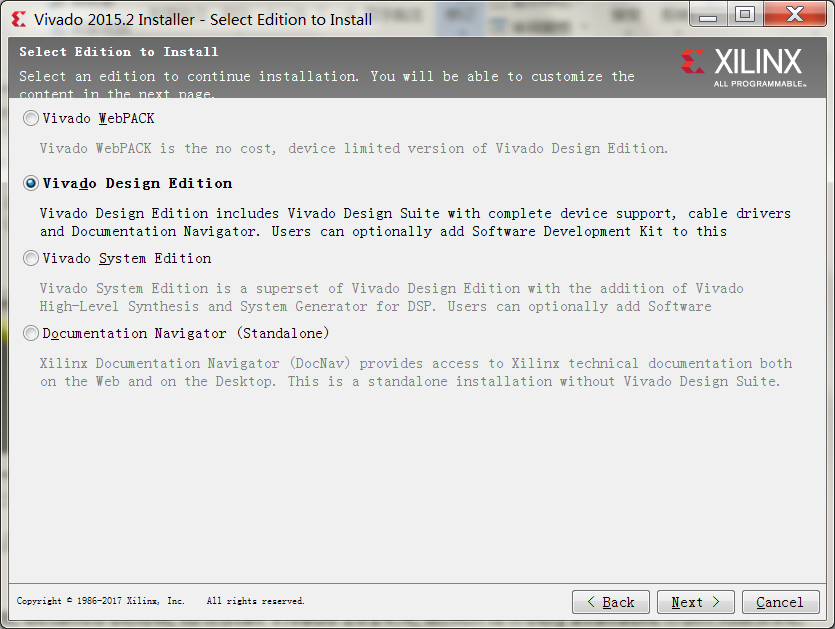 Vivado 2015.2 Installer - Select Edition to Install
Select Edition to Install
Select an edition to continue installation. You will be able to customize the
content in the next page.
XILINX
ALL PROGRAMMABLE™
Vivado WebPACK
Vivado WebPACK is the no cost, device limited version of Vivado Design Edition.
Vivado Design Edition
Vivado Design Edition includes Vivado Design Suite with complete device support, cable drivers
and Documentation Navigator. Users can optionally add Software Development Kit to this
Vivado System Edition
Vivado System Edition is a superset of Vivado Design Edition with the addition of Vivado
High-Level Synthesis and System Generator for DSP. Users can optionally add Software
Documentation Navigator (Standalone)
Xilinx Documentation Navigator (DocNav) provides access to Xilinx technical documentation both
on the Web and on the Desktop. This is a standalone installation without Vivado Design Suite.
Copyright © 1986-2017 Xilinx, Inc. All rights reserved.
< Back
Next >
Cancel